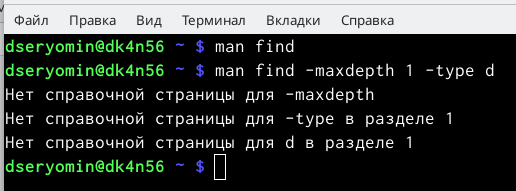 Файл Правка Вид Терминал Вкладки Справка
dseryomin@dk4n56 ~ $ man find
dseryomin@dk4n56 ~ $ man find -maxdepth 1 -type d
Нет справочной страницы для -maxdepth
Нет справочной страницы для -type в разделе 1
Нет справочной страницы для d в разделе 1
dseryomin@dk4n56 ~ $